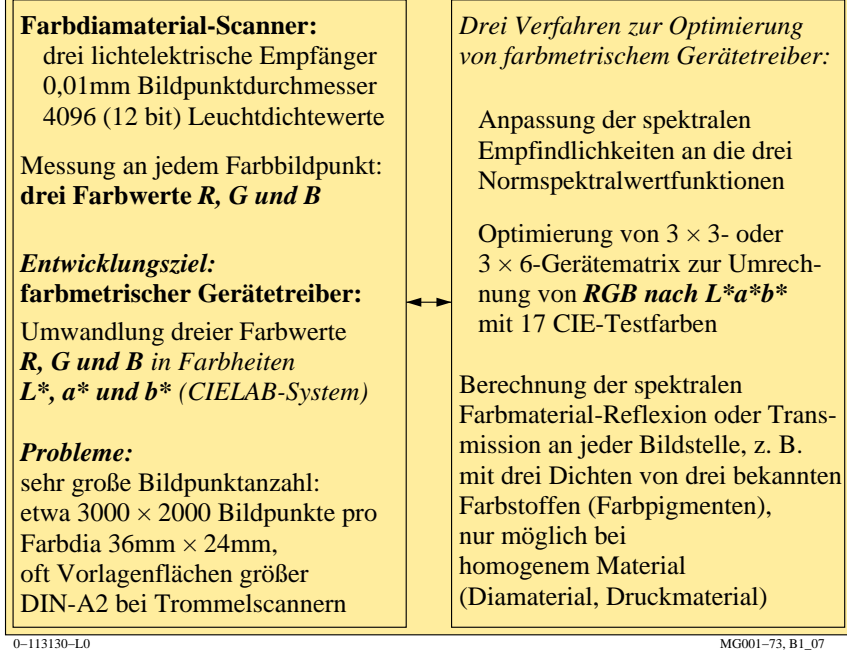 Farbdiamaterial-Scanner:
drei lichtelektrische Empfänger
0,01mm Bildpunktdurchmesser
4096 (12 bit) Leuchtdichtewerte
Messung an jedem Farbbildpunkt:
drei Farbwerte R, G und B
Entwicklungsziel:
farbmetrischer Gerätetreiber:
Umwandlung dreier Farbwerte
R, G und B in Farbheiten
L*, a* und b* (CIELAB-System)
Probleme:
sehr große Bildpunktanzahl:
etwa 3000 × 2000 Bildpunkte pro
Farbdia 36mm × 24mm,
oft Vorlagenflächen größer
DIN-A2 bei Trommelscannern
Drei Verfahren zur Optimierung
von farbmetrischem Gerätetreiber:
Anpassung der spektralen
Empfindlichkeiten an die drei
Normspektralwertfunktionen
Optimierung von 3 × 3- oder
3 × 6-Gerätematrix zur Umrech-
nung von RGB nach L*a*b*
mit 17 CIE-Testfarben
Berechnung der spektralen
Farbmaterial-Reflexion oder Trans-
mission an jeder Bildstelle, z. B.
mit drei Dichten von drei bekannten
Farbstoffen (Farbpigmenten),
nur möglich bei
homogenem Material
(Diamaterial, Druckmaterial)
0–113130–L0
MG001–73, B1_07